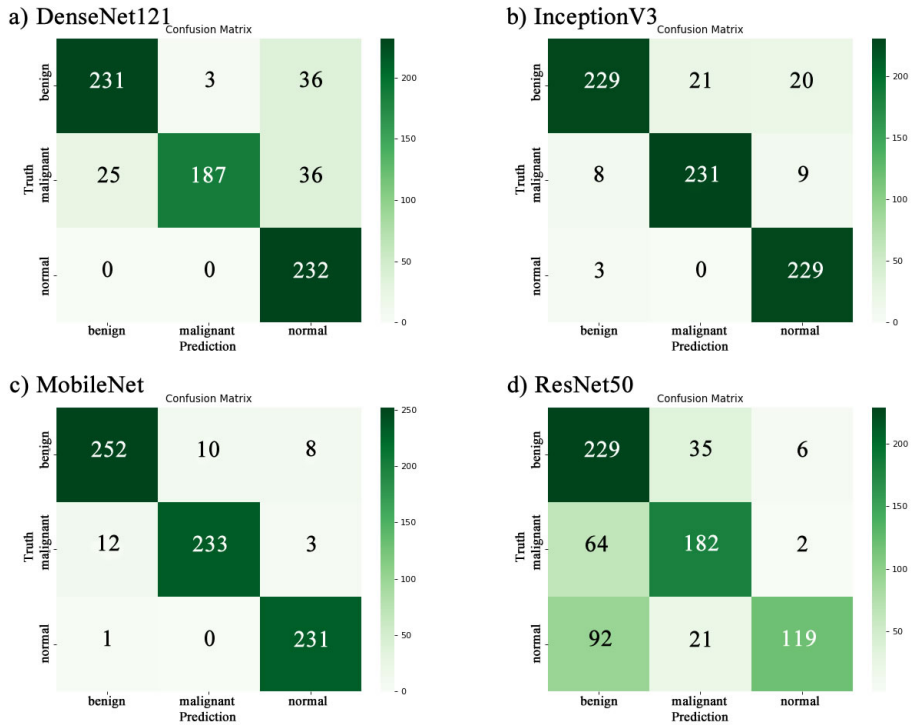 a) DenseNet121
Confusion Matrix
benign
231
3
36
Truth
malignant
25
187
36
normal
0
0
232
benign
malignant
normal
Prediction
200
150
100
50
0
b) InceptionV3
Confusion Matrix
benign
229
21
20
Truth
malignant
8
231
9
normal
3
0
229
benign
malignant
normal
Prediction
200
150
100
50
0
c) MobileNet
Confusion Matrix
benign
252
10
8
Truth
malignant
12
233
3
normal
1
0
231
benign
malignant
normal
Prediction
250
200
150
100
50
0
d) ResNet50
Confusion Matrix
benign
229
35
6
Truth
malignant
64
182
2
normal
92
21
119
benign
malignant
normal
Prediction
200
150
100
50